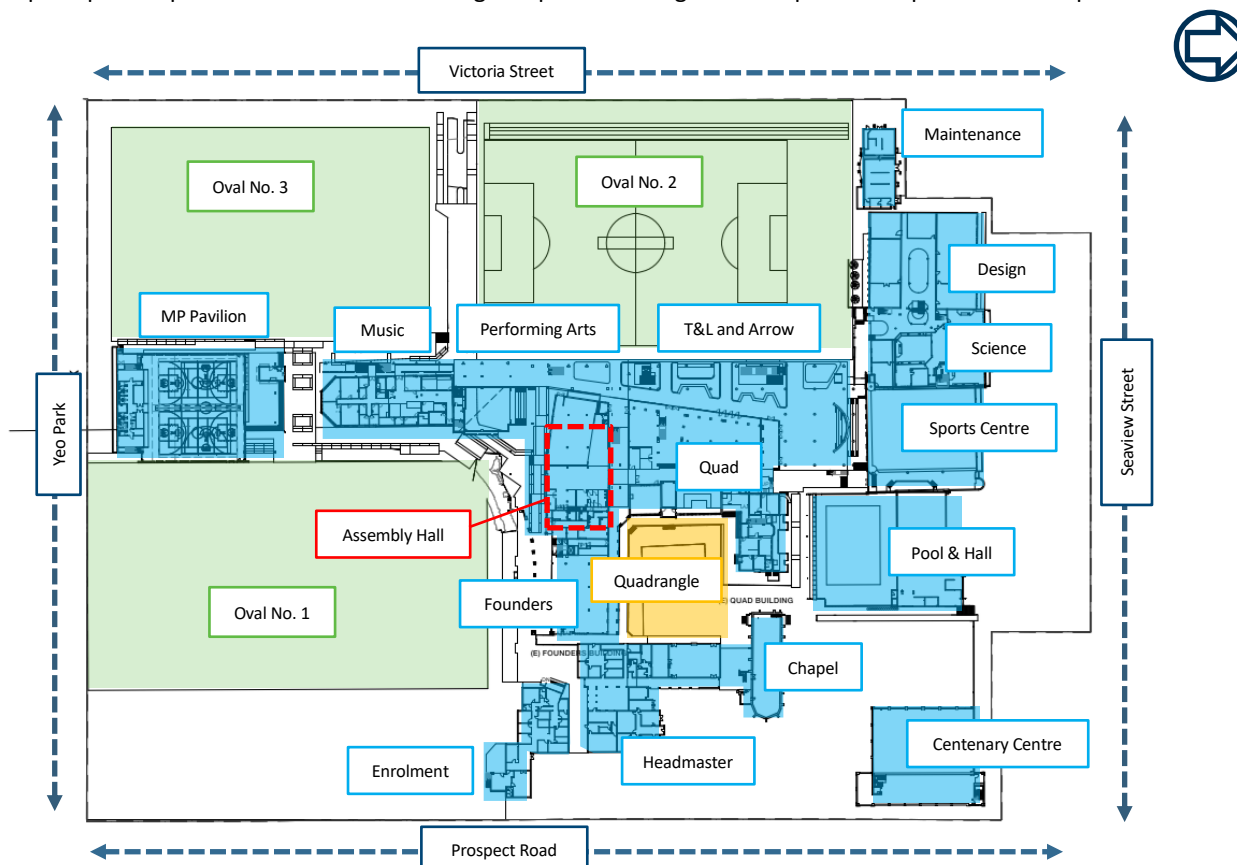 Victoria Street
Maintenance
Oval No. 3
Oval No. 2
Design
MP Pavilion
Music
Performing Arts
T&L and Arrow
Science
Yeo Park
Seaview Street
Sports Centre
Quad
Assembly Hall
Pool & Hall
Quadrangle
Founders
Oval No. 1
(E) QUAD BUILDING
(E) FOUNDERS BUILDING
Chapel
Centenary Centre
Enrolment
Headmaster
Prospect Road